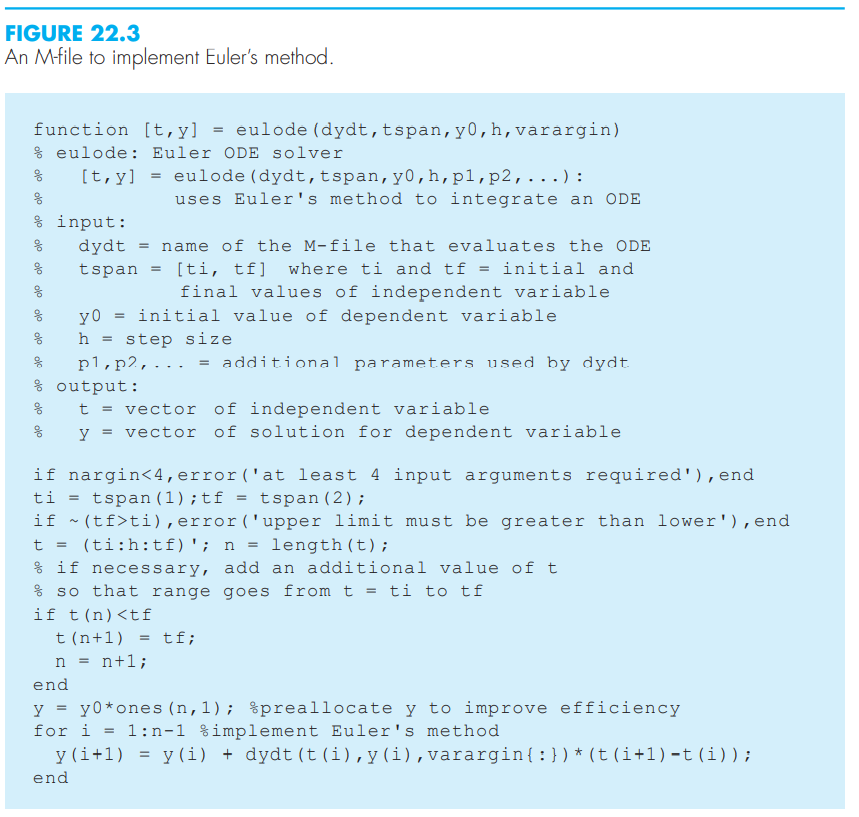 FIGURE 22.3
An M-file to implement Euler's method.
function [t,y] = eulode(dydt,tspan,y0,h,varargin)
% eulode: Euler ODE solver
%   [t,y] = eulode(dydt,tspan,y0,h,p1,p2,...):
%           uses Euler's method to integrate an ODE
% input:
%   dydt = name of the M-file that evaluates the ODE
%   tspan = [ti, tf]  where ti and tf = initial and
%           final values of independent variable
%   y0 = initial value of dependent variable
%   h = step size
%   p1,p2,... = additional parameters used by dydt
% output:
%   t = vector of independent variable
%   y = vector of solution for dependent variable
if nargin<4,error('at least 4 input arguments required'),end
ti = tspan(1);tf = tspan(2);
if ~(tf>ti),error('upper limit must be greater than lower'),end
t = (ti:h:tf)'; n = length(t);
% if necessary, add an additional value of t
% so that range goes from t = ti to tf
if t(n)<tf
  t(n+1) = tf;
  n = n+1;
end
y = y0*ones(n,1); %preallocate y to improve efficiency
for i = 1:n-1 %implement Euler's method
  y(i+1) = y(i) + dydt(t(i),y(i),varargin{:})*(t(i+1)-t(i));
end